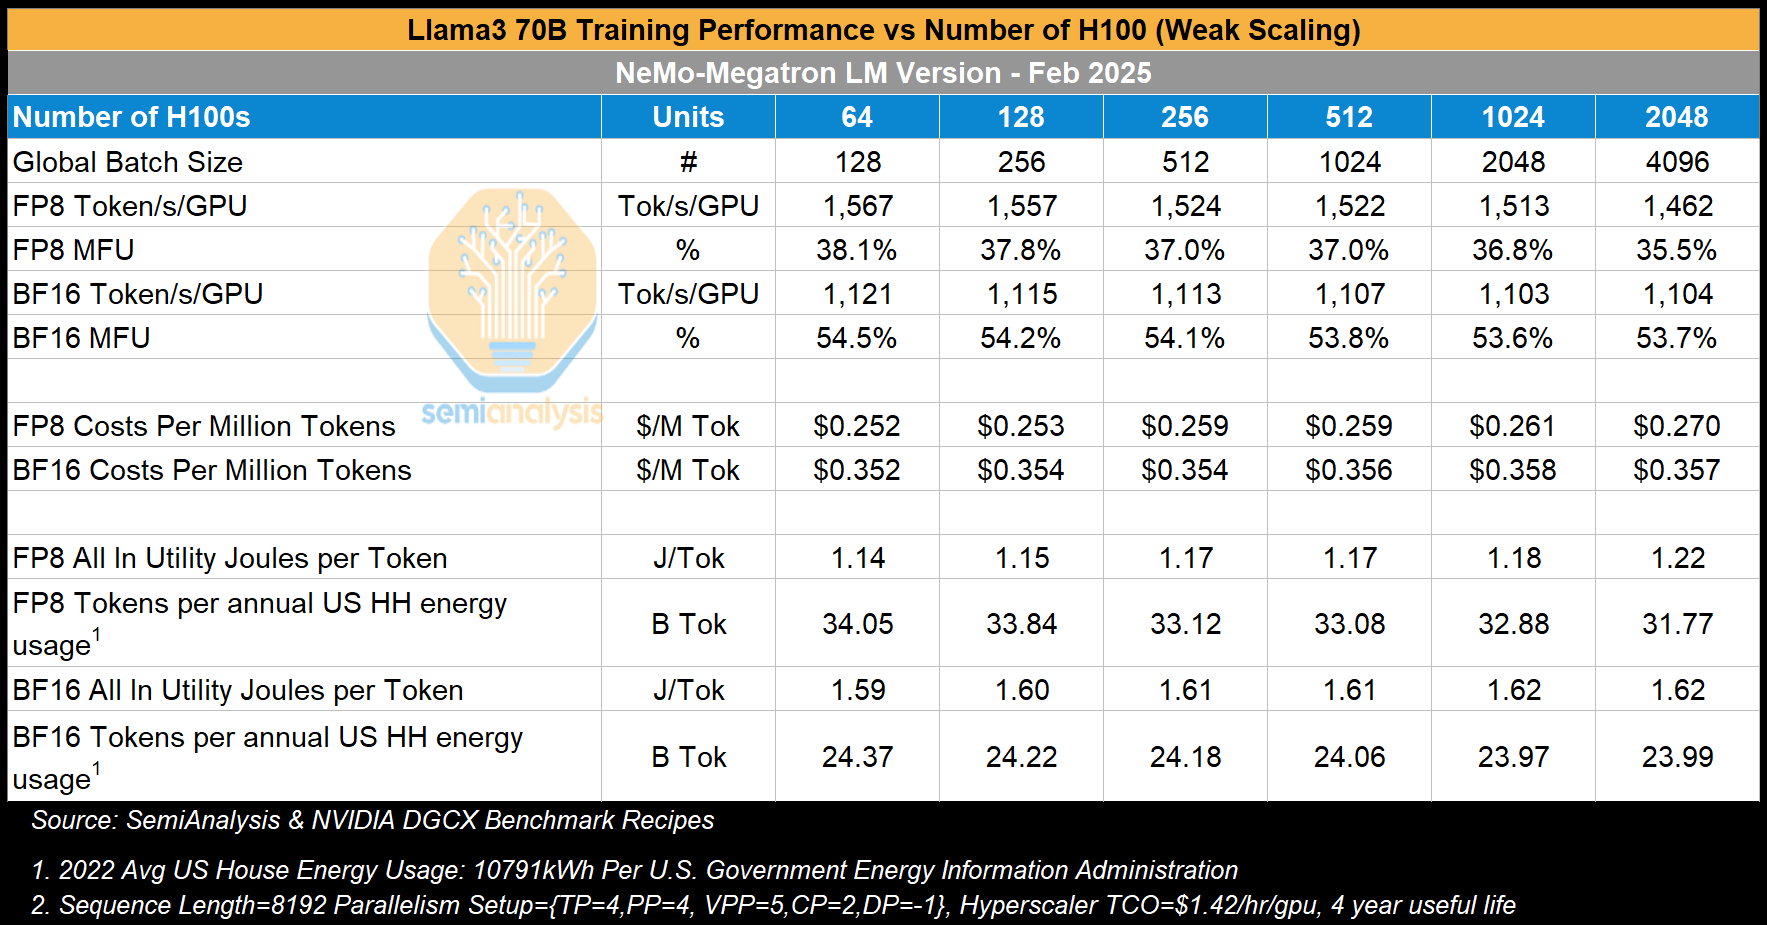 Llama3 70B Training Performance vs Number of H100 (Weak Scaling)
NeMo-Megatron LM Version - Feb 2025
Number of H100s Units 64 128 256 512 1024 2048
Global Batch Size # 128 256 512 1024 2048 4096
FP8 Token/s/GPU Tok/s/GPU 1,567 1,557 1,524 1,522 1,513 1,462
FP8 MFU % 38.1% 37.8% 37.0% 37.0% 36.8% 35.5%
BF16 Token/s/GPU Tok/s/GPU 1,121 1,115 1,113 1,107 1,103 1,104
BF16 MFU % 54.5% 54.2% 54.1% 53.8% 53.6% 53.7%
semianalysis
FP8 Costs Per Million Tokens $/M Tok $0.252 $0.253 $0.259 $0.259 $0.261 $0.270
BF16 Costs Per Million Tokens $/M Tok $0.352 $0.354 $0.354 $0.356 $0.358 $0.357
FP8 All In Utility Joules per Token J/Tok 1.14 1.15 1.17 1.17 1.18 1.22
FP8 Tokens per annual US HH energy
usage1 B Tok 34.05 33.84 33.12 33.08 32.88 31.77
BF16 All In Utility Joules per Token J/Tok 1.59 1.60 1.61 1.61 1.62 1.62
BF16 Tokens per annual US HH energy
usage1 B Tok 24.37 24.22 24.18 24.06 23.97 23.99
Source: SemiAnalysis & NVIDIA DGCX Benchmark Recipes
1. 2022 Avg US House Energy Usage: 10791kWh Per U.S. Government Energy Information Administration
2. Sequence Length=8192 Parallelism Setup={TP=4,PP=4, VPP=5,CP=2,DP=-1}, Hyperscaler TCO=$1.42/hr/gpu, 4 year useful life